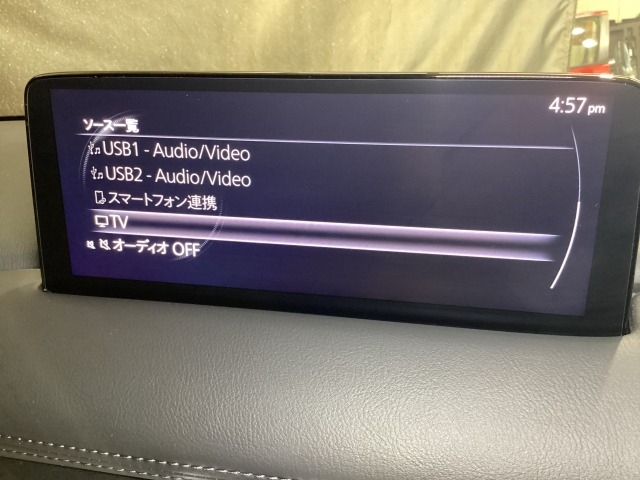 4:57pm
ソース一覧
USB1 - Audio/Video
USB2 - Audio/Video
スマートフォン連携
TV
オーディオ OFF